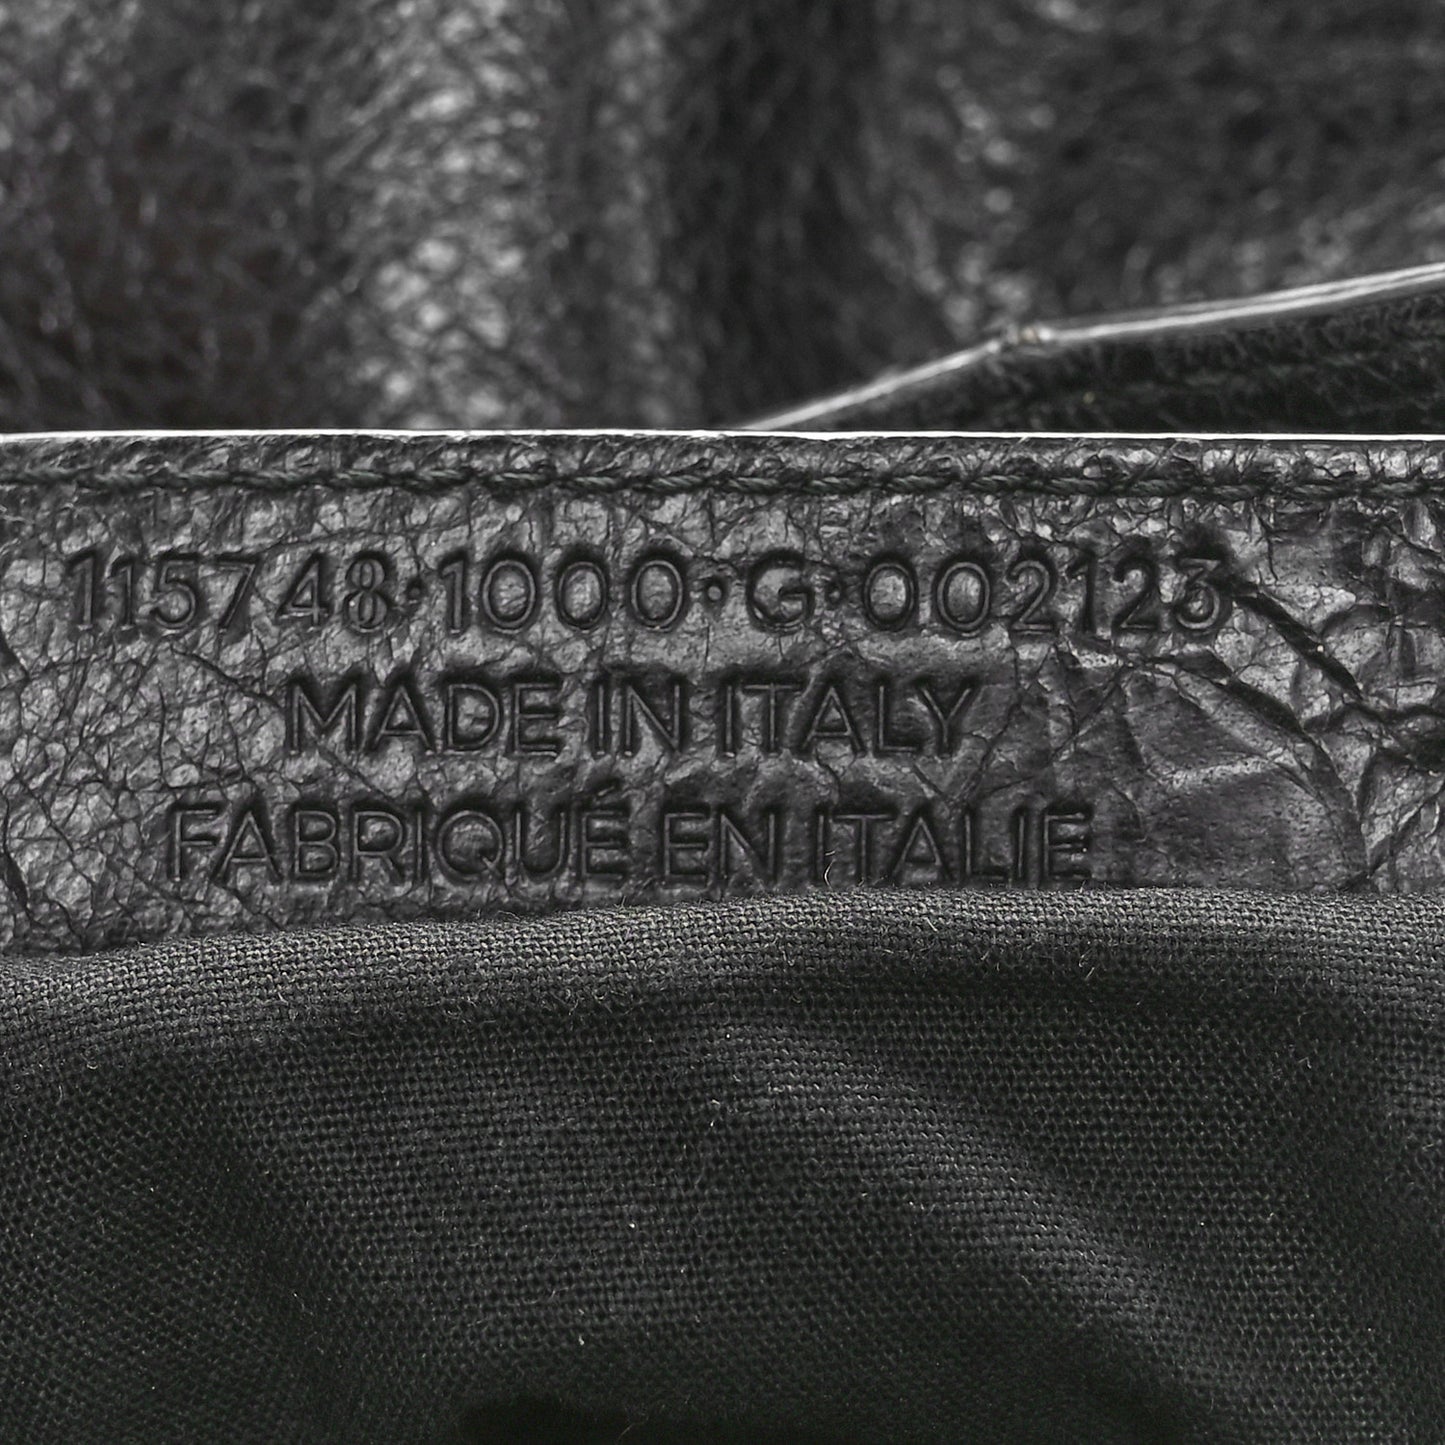 115748·1000·G·002123
MADE IN ITALY
FABRIQUÉ EN ITALIE